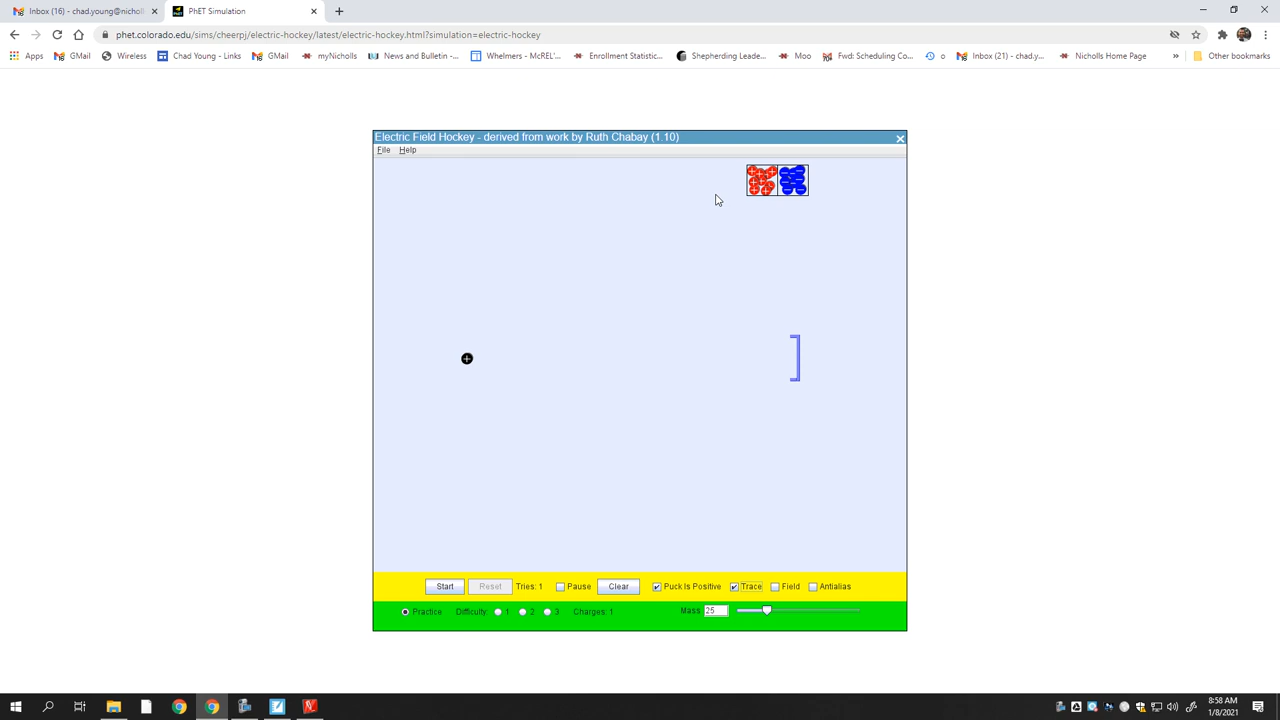 Inbox (16) - chad.young@nicholl
PhET Simulation
phet.colorado.edu/sims/cheerpj/electric-hockey/latest/electric-hockey.html?simulation=electric-hockey
Apps GMail Wireless Chad Young - Links GMail myNicholls News and Bulletin -... Whelmers - McREL'... Enrollment Statistic... Shepherding Leade... Moo Fwd: Scheduling Co... o Inbox (21) - chad.y... Nicholls Home Page » Other bookmarks
Electric Field Hockey - derived from work by Ruth Chabay (1.10)
File Help
Start Reset Tries: 1 Pause Clear Puck Is Positive Trace Field Antialias
Practice Difficulty: 1 2 3 Charges: 1 Mass 25
8:58 AM
1/8/2021